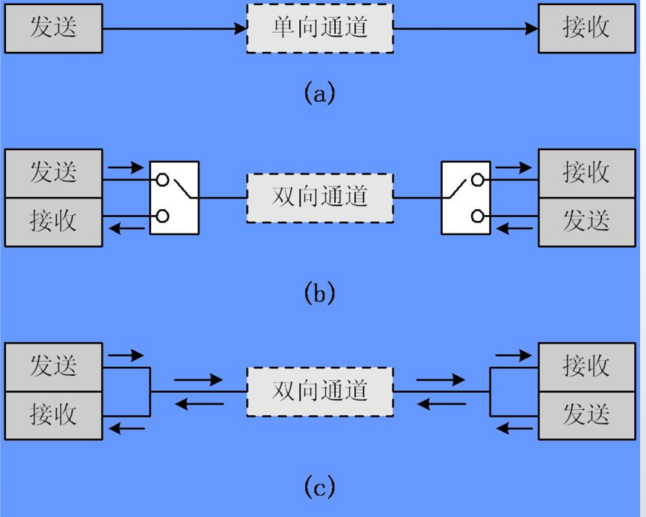 发送 单向通道 接收
(a)
发送 接收
双向通道
接收 发送
(b)
发送 接收
双向通道
接收 发送
(c)